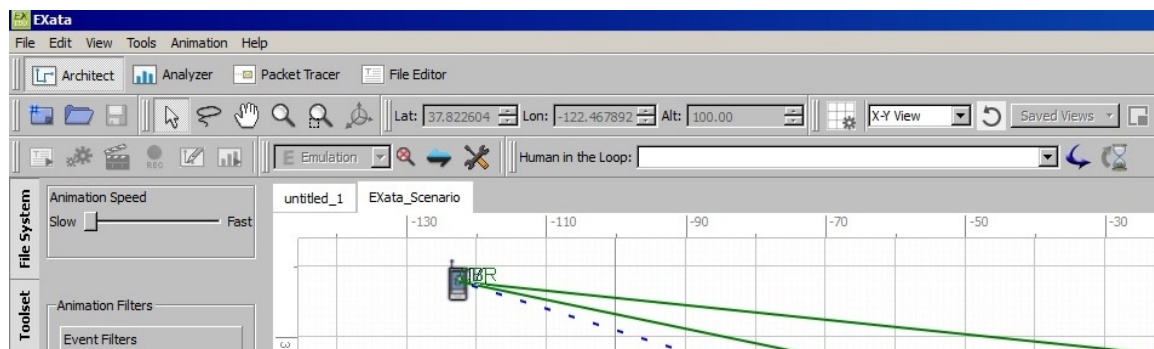 EXata
File Edit View Tools Animation Help
Architect Analyzer Packet Tracer File Editor
Lat: 37.822604 Lon: -122.467892 Alt: 100.00 X-Y View Saved Views
REC E Emulation Human in the Loop:
File System
Toolset
Animation Speed
Slow Fast
Animation Filters
Event Filters
untitled_1 EXata_Scenario
-130 -110 -90 -70 -50 -30